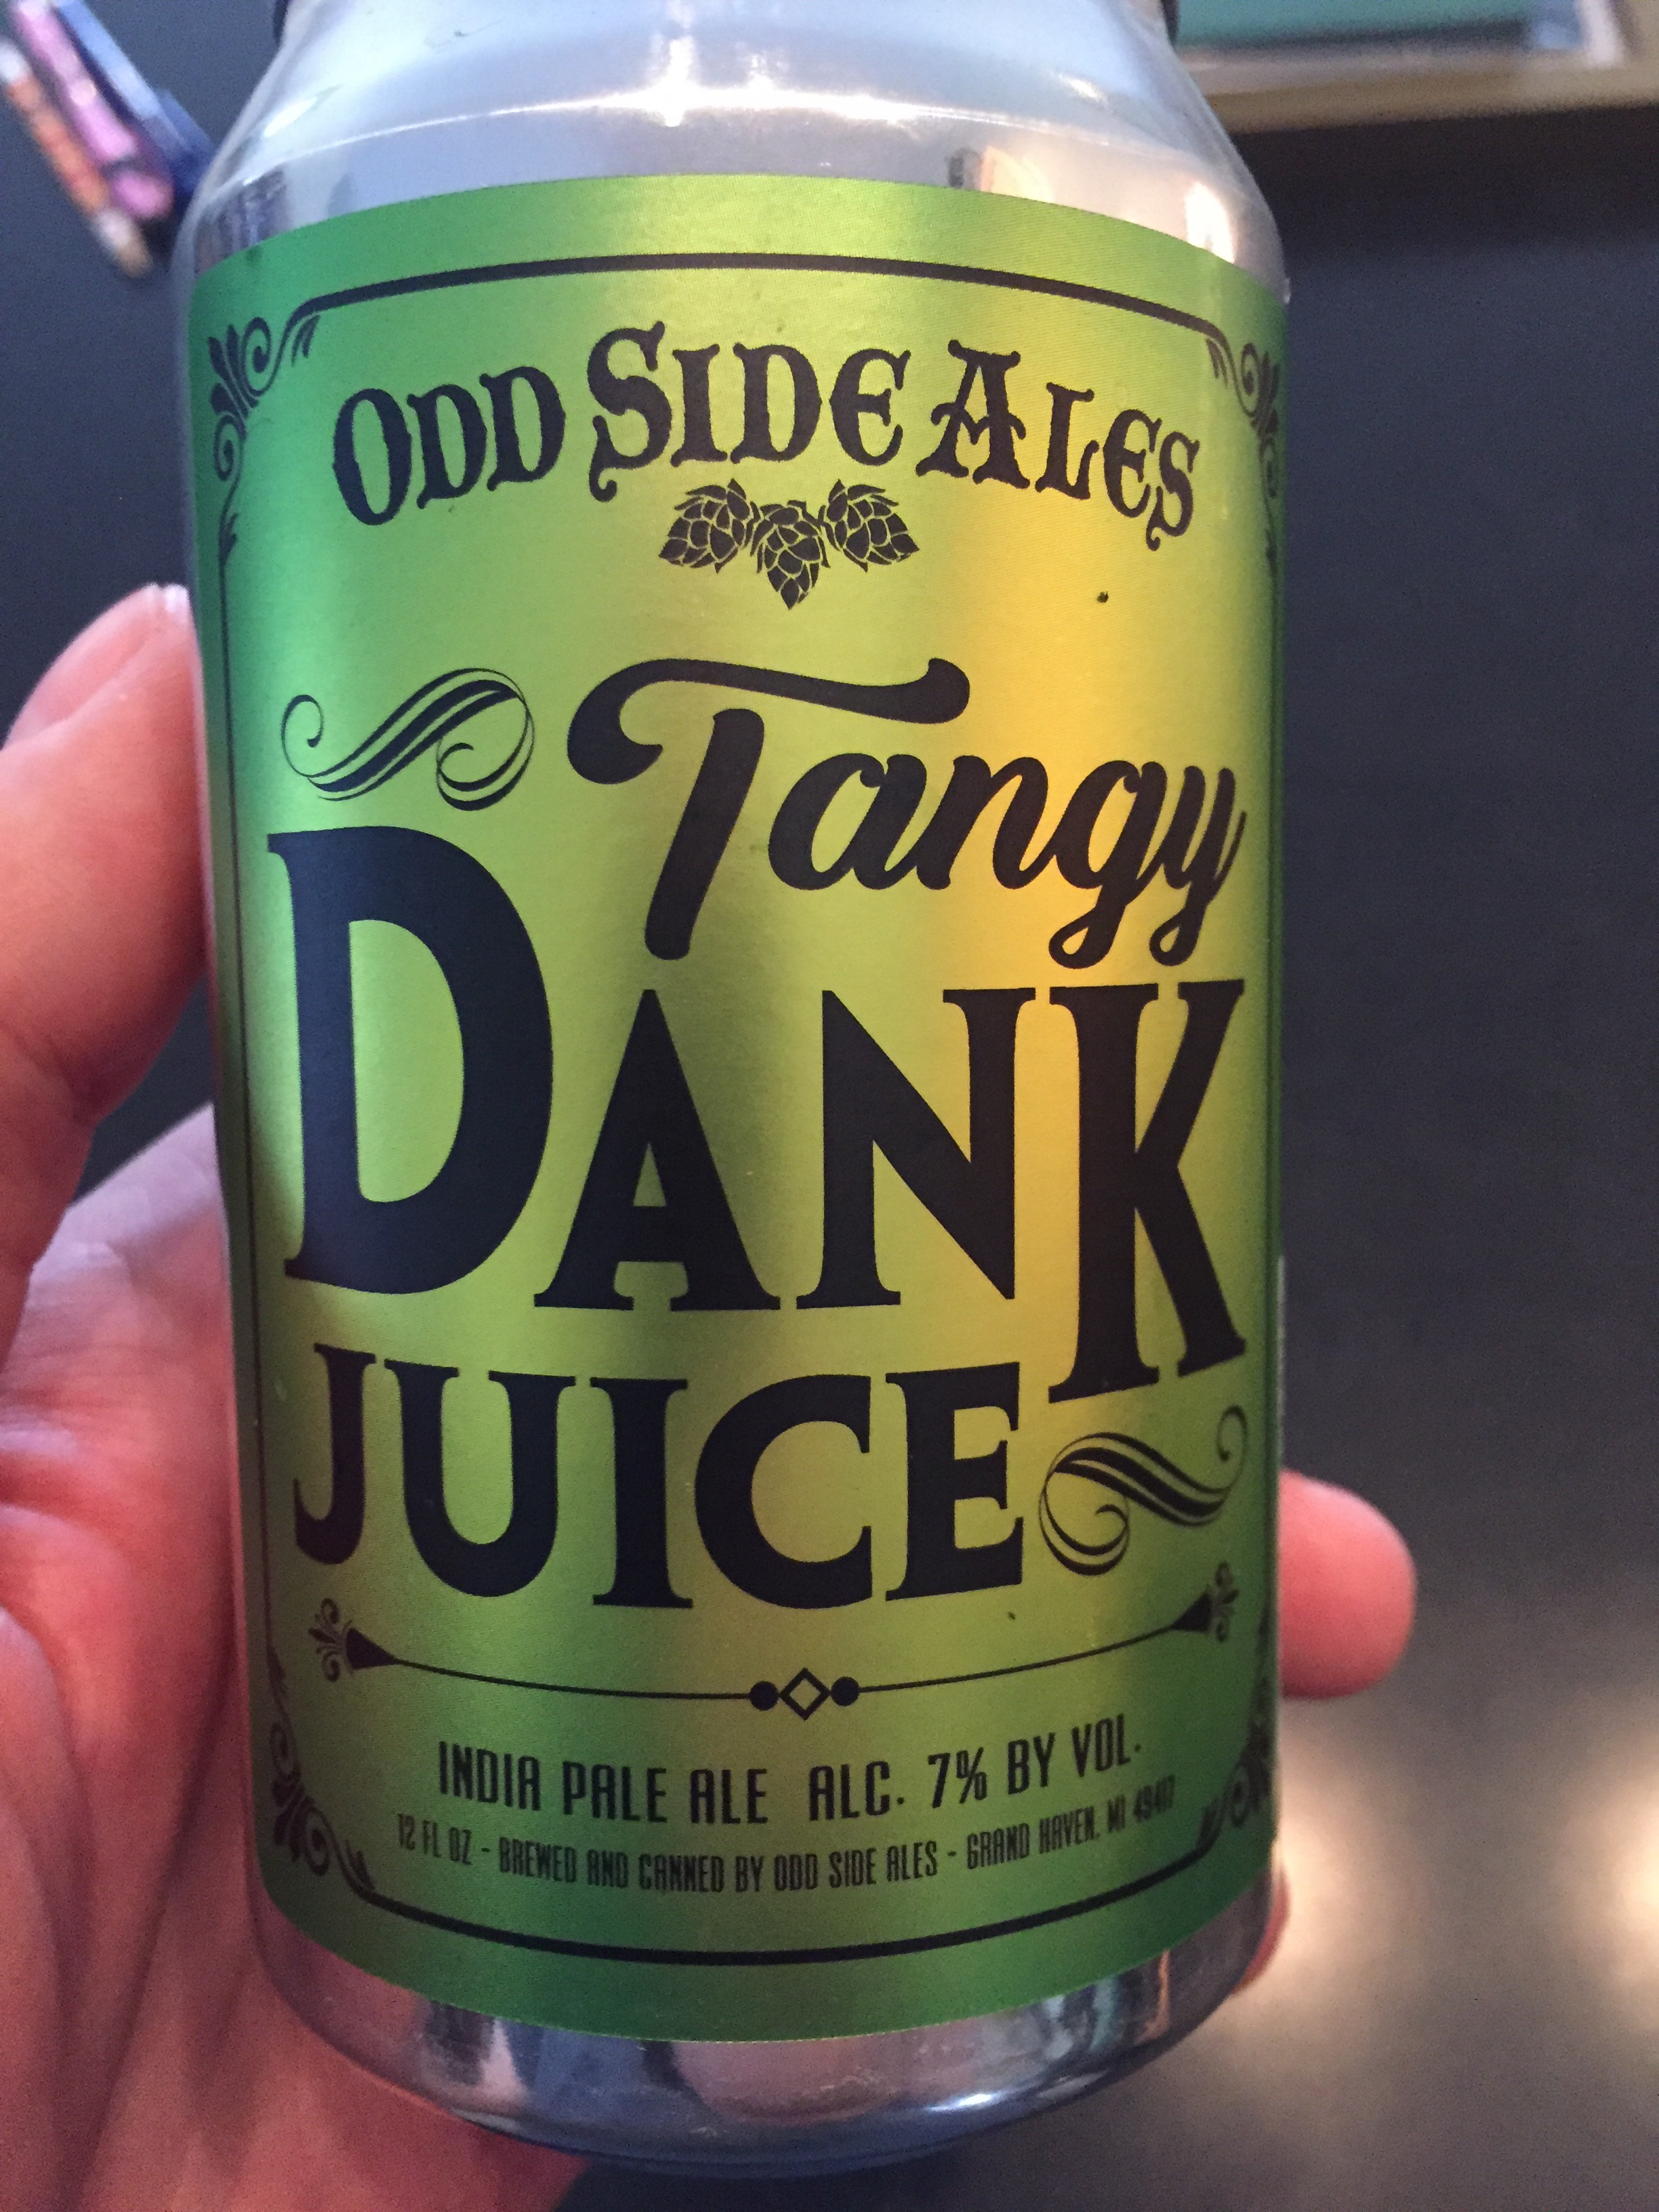 ODD SIDE ALES
Tangy
DANK
JUICE
INDIA PALE ALE ALC. 7% BY VOL.
12 FL OZ - BREWED AND CANNED BY ODD SIDE ALES - GRAND HAVEN, MI 49417